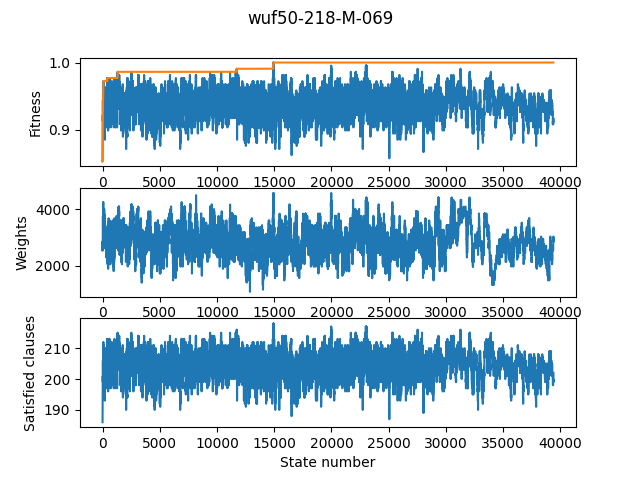 wuf50-218-M-069
1.0
0.9
Fitness
0 5000 10000 15000 20000 25000 30000 35000 40000
4000
2000
Weights
0 5000 10000 15000 20000 25000 30000 35000 40000
210
200
190
Satisfied clauses
0 5000 10000 15000 20000 25000 30000 35000 40000
State number